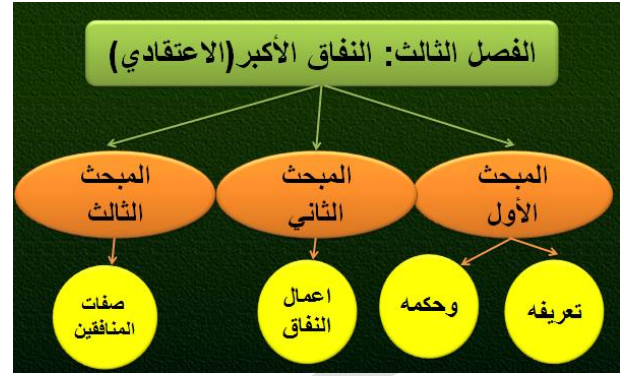 الفصل الثالث: النفاق الأكبر(الاعتقادي)
المبحث
الأول
المبحث
الثاني
المبحث
الثالث
تعريفه
وحكمه
اعمال
النفاق
صفات
المنافقين